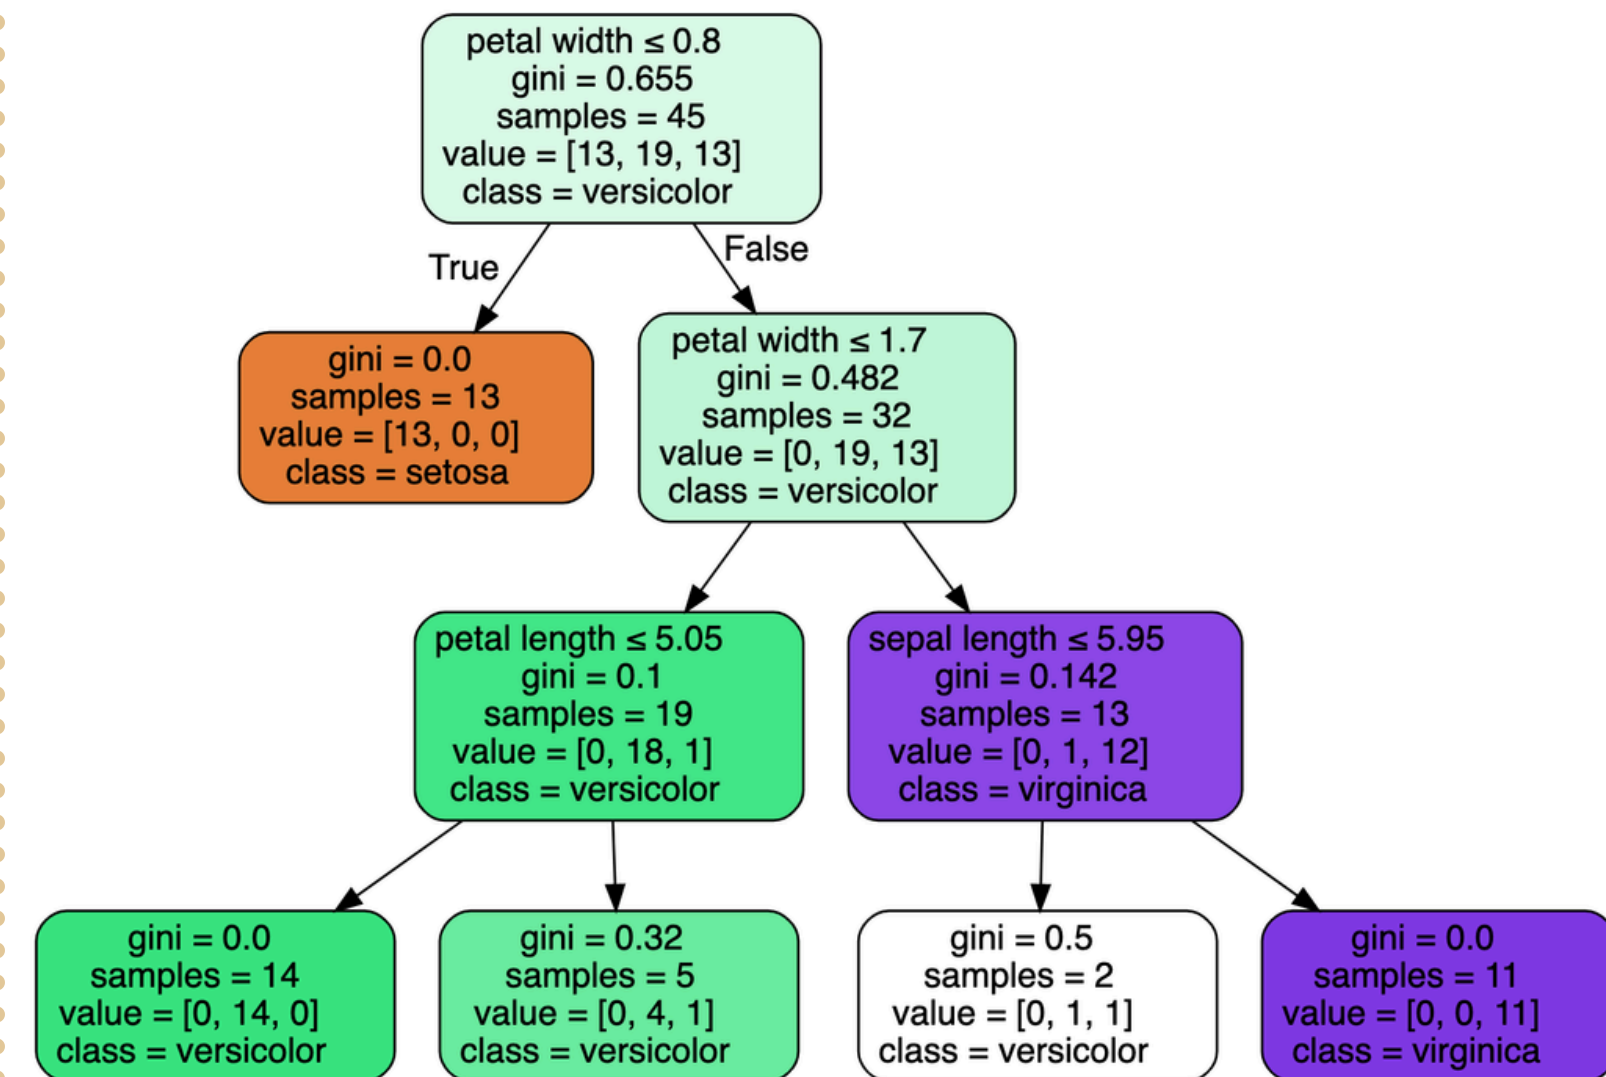 petal width ≤ 0.8
gini = 0.655
samples = 45
value = [13, 19, 13]
class = versicolor
True
False
gini = 0.0
samples = 13
value = [13, 0, 0]
class = setosa
petal width ≤ 1.7
gini = 0.482
samples = 32
value = [0, 19, 13]
class = versicolor
petal length ≤ 5.05
gini = 0.1
samples = 19
value = [0, 18, 1]
class = versicolor
sepal length ≤ 5.95
gini = 0.142
samples = 13
value = [0, 1, 12]
class = virginica
gini = 0.0
samples = 14
value = [0, 14, 0]
class = versicolor
gini = 0.32
samples = 5
value = [0, 4, 1]
class = versicolor
gini = 0.5
samples = 2
value = [0, 1, 1]
class = versicolor
gini = 0.0
samples = 11
value = [0, 0, 11]
class = virginica